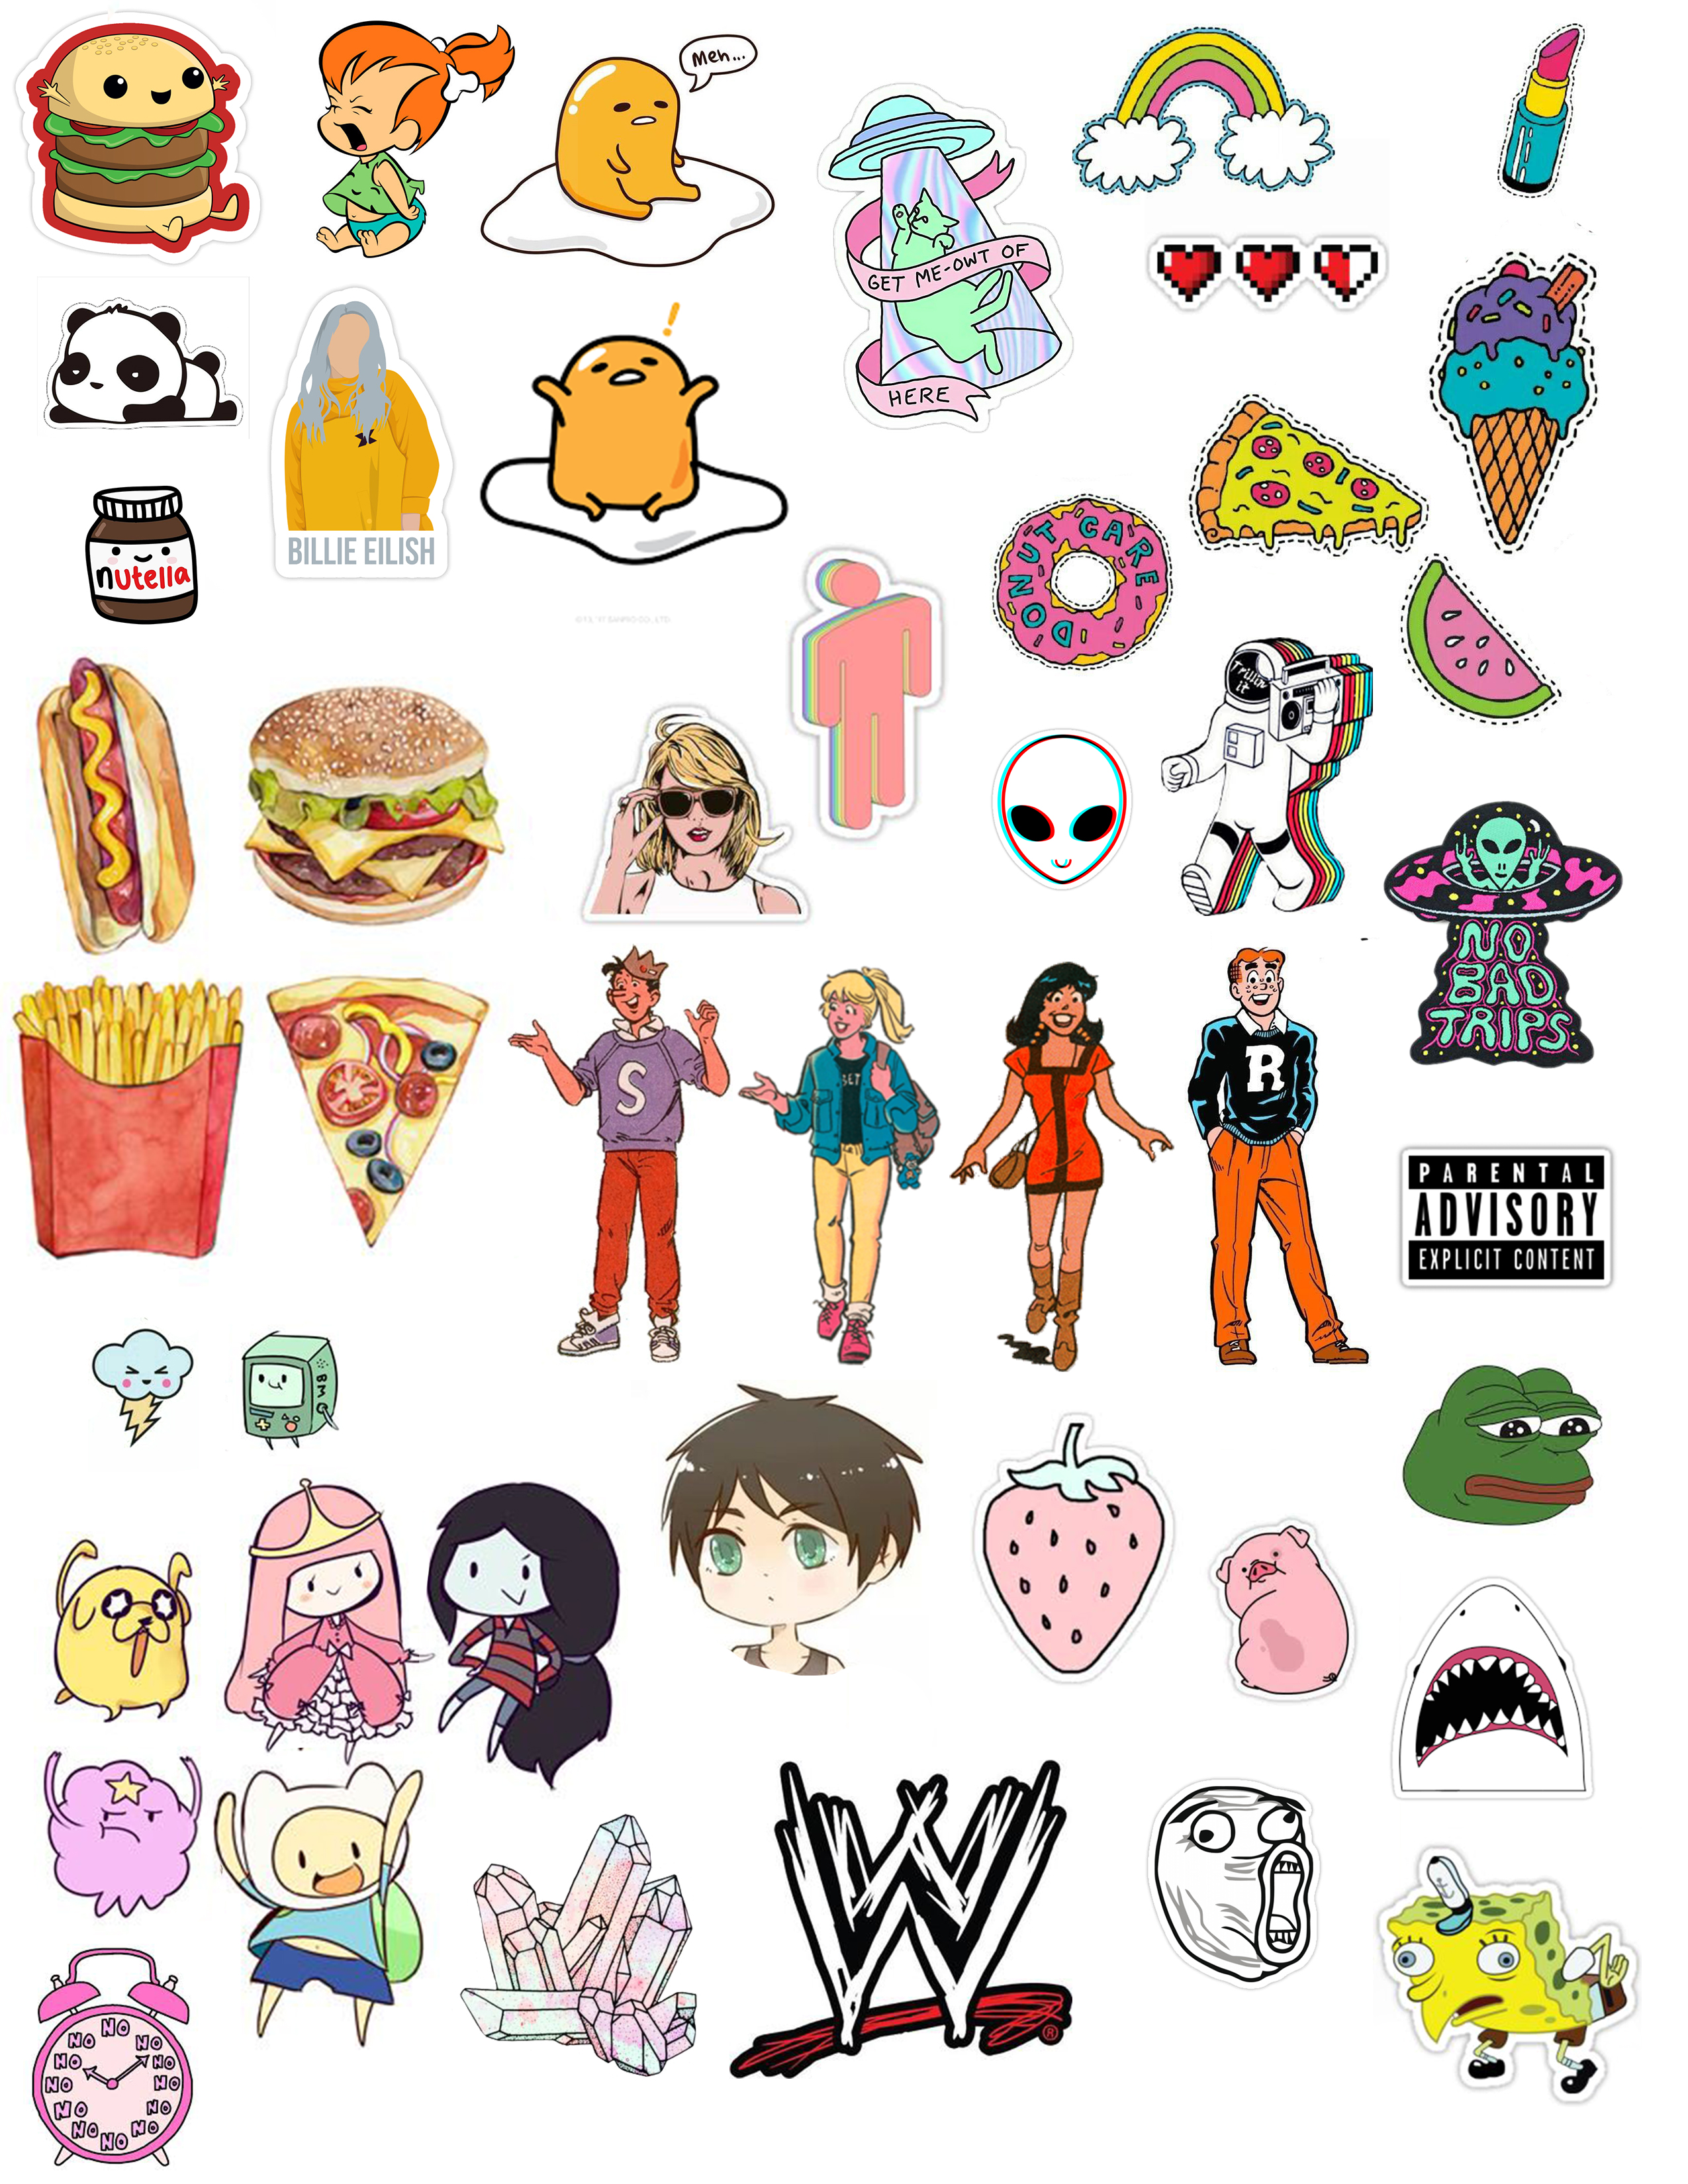 Meh...
GET ME-OWT OF
HERE
BILLIE EILISH
nutella
DONUT CARE
NO
BAD
TRIPS
S
BET
R
PARENTAL
ADVISORY
EXPLICIT CONTENT
BMO
W
®
NO
NO
NO
NO
NO
NO
NO
NO
NO
NO
NO
NO